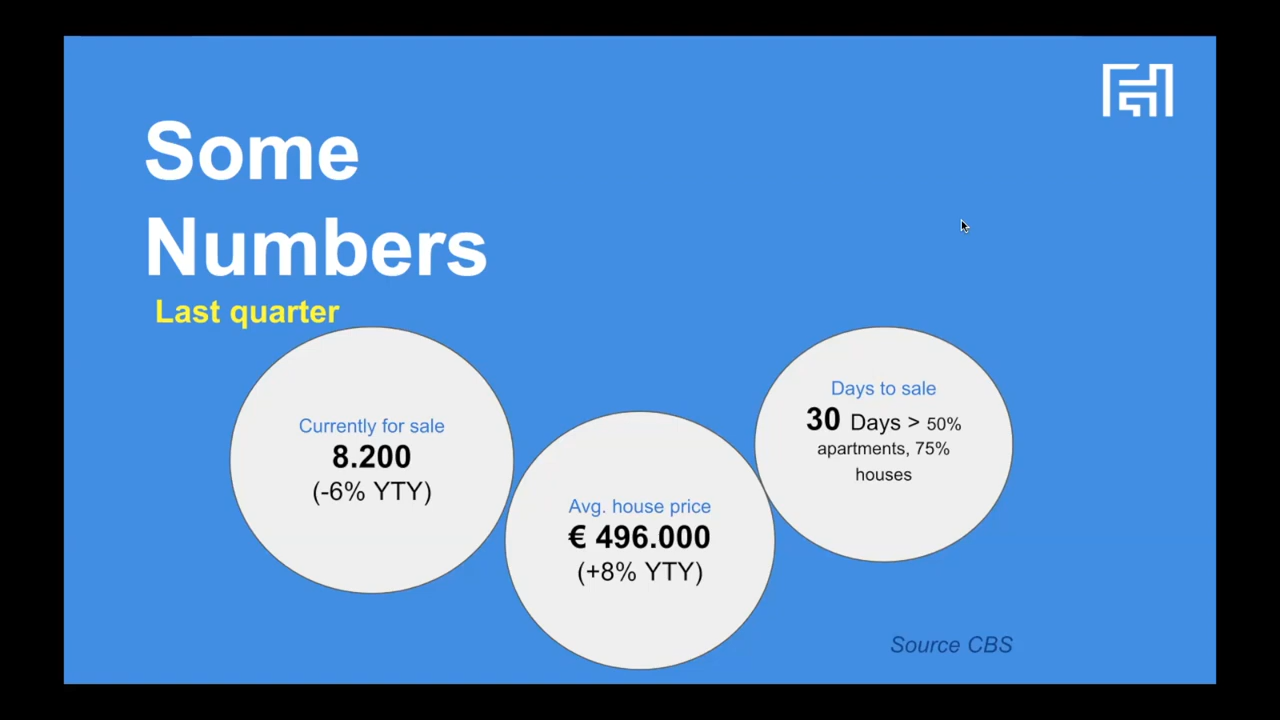 Some
Numbers
Last quarter
Currently for sale
8.200
(-6% YTY)
Avg. house price
€ 496.000
(+8% YTY)
Days to sale
30 Days > 50%
apartments, 75%
houses
Source CBS